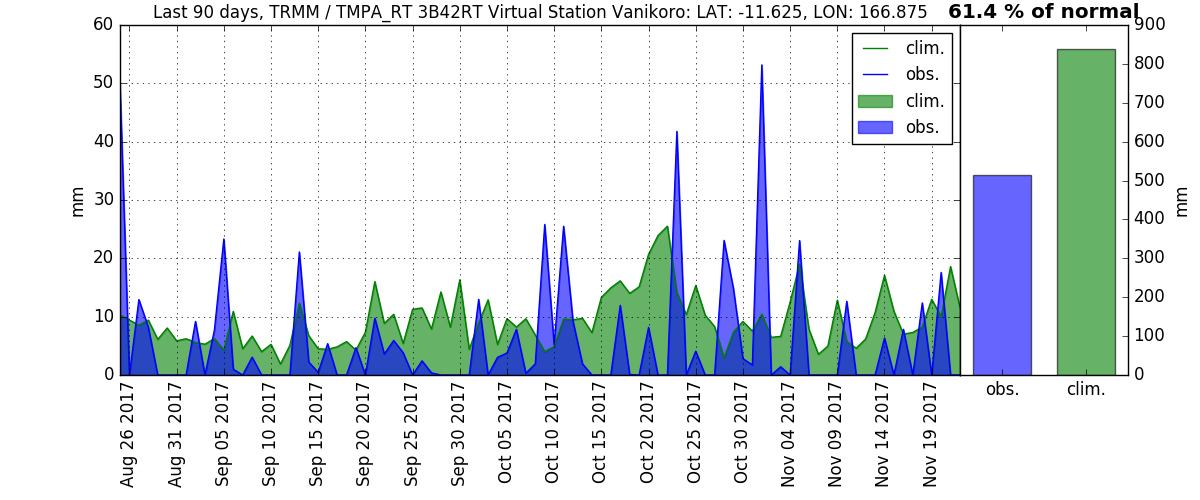 Last 90 days, TRMM / TMPA_RT 3B42RT Virtual Station Vanikoro: LAT: -11.625, LON: 166.875
61.4 % of normal
60
50
40
30
20
10
0
mm
clim.
obs.
clim.
obs.
900
800
700
600
500
400
300
200
100
0
mm
Aug 26 2017
Aug 31 2017
Sep 05 2017
Sep 10 2017
Sep 15 2017
Sep 20 2017
Sep 25 2017
Sep 30 2017
Oct 05 2017
Oct 10 2017
Oct 15 2017
Oct 20 2017
Oct 25 2017
Oct 30 2017
Nov 04 2017
Nov 09 2017
Nov 14 2017
Nov 19 2017
obs.
clim.